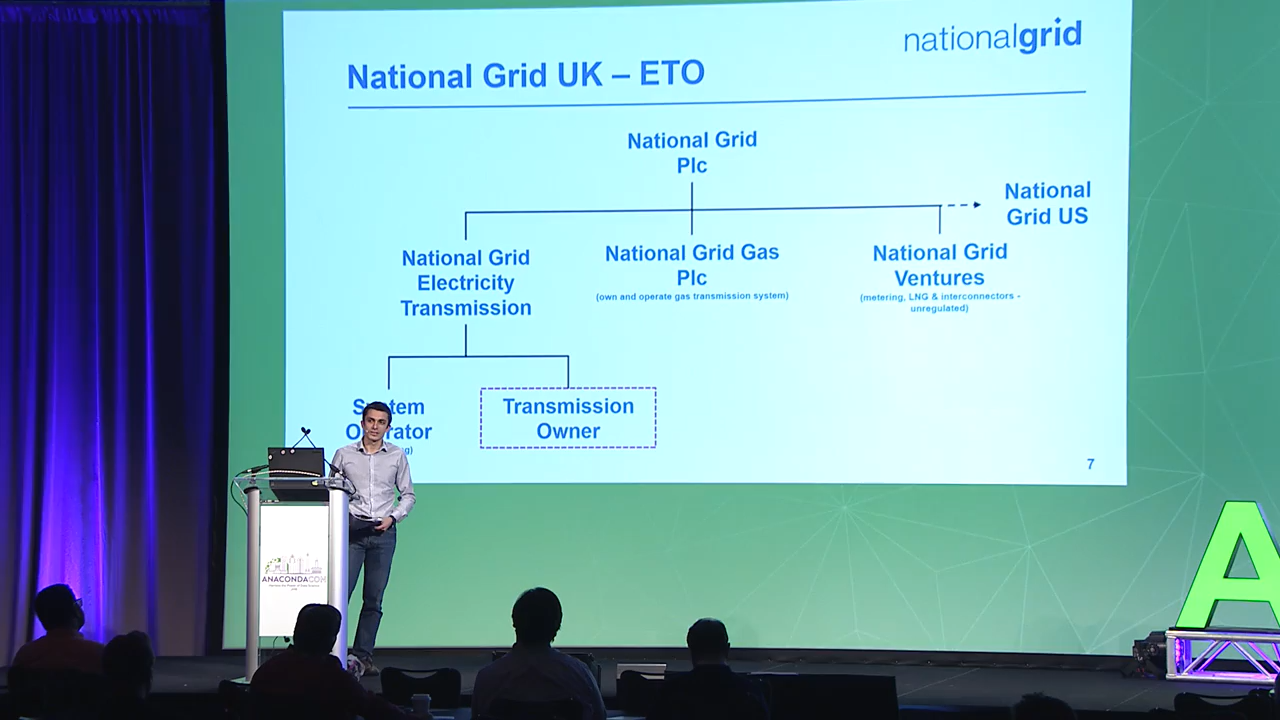 nationalgrid
National Grid UK – ETO
National Grid
Plc
National
Grid US
National Grid
Electricity
Transmission
National Grid Gas
Plc
(own and operate gas transmission system)
National Grid
Ventures
(metering, LNG & interconnectors -
unregulated)
Transmission
Owner
7
ANACONDACON
A